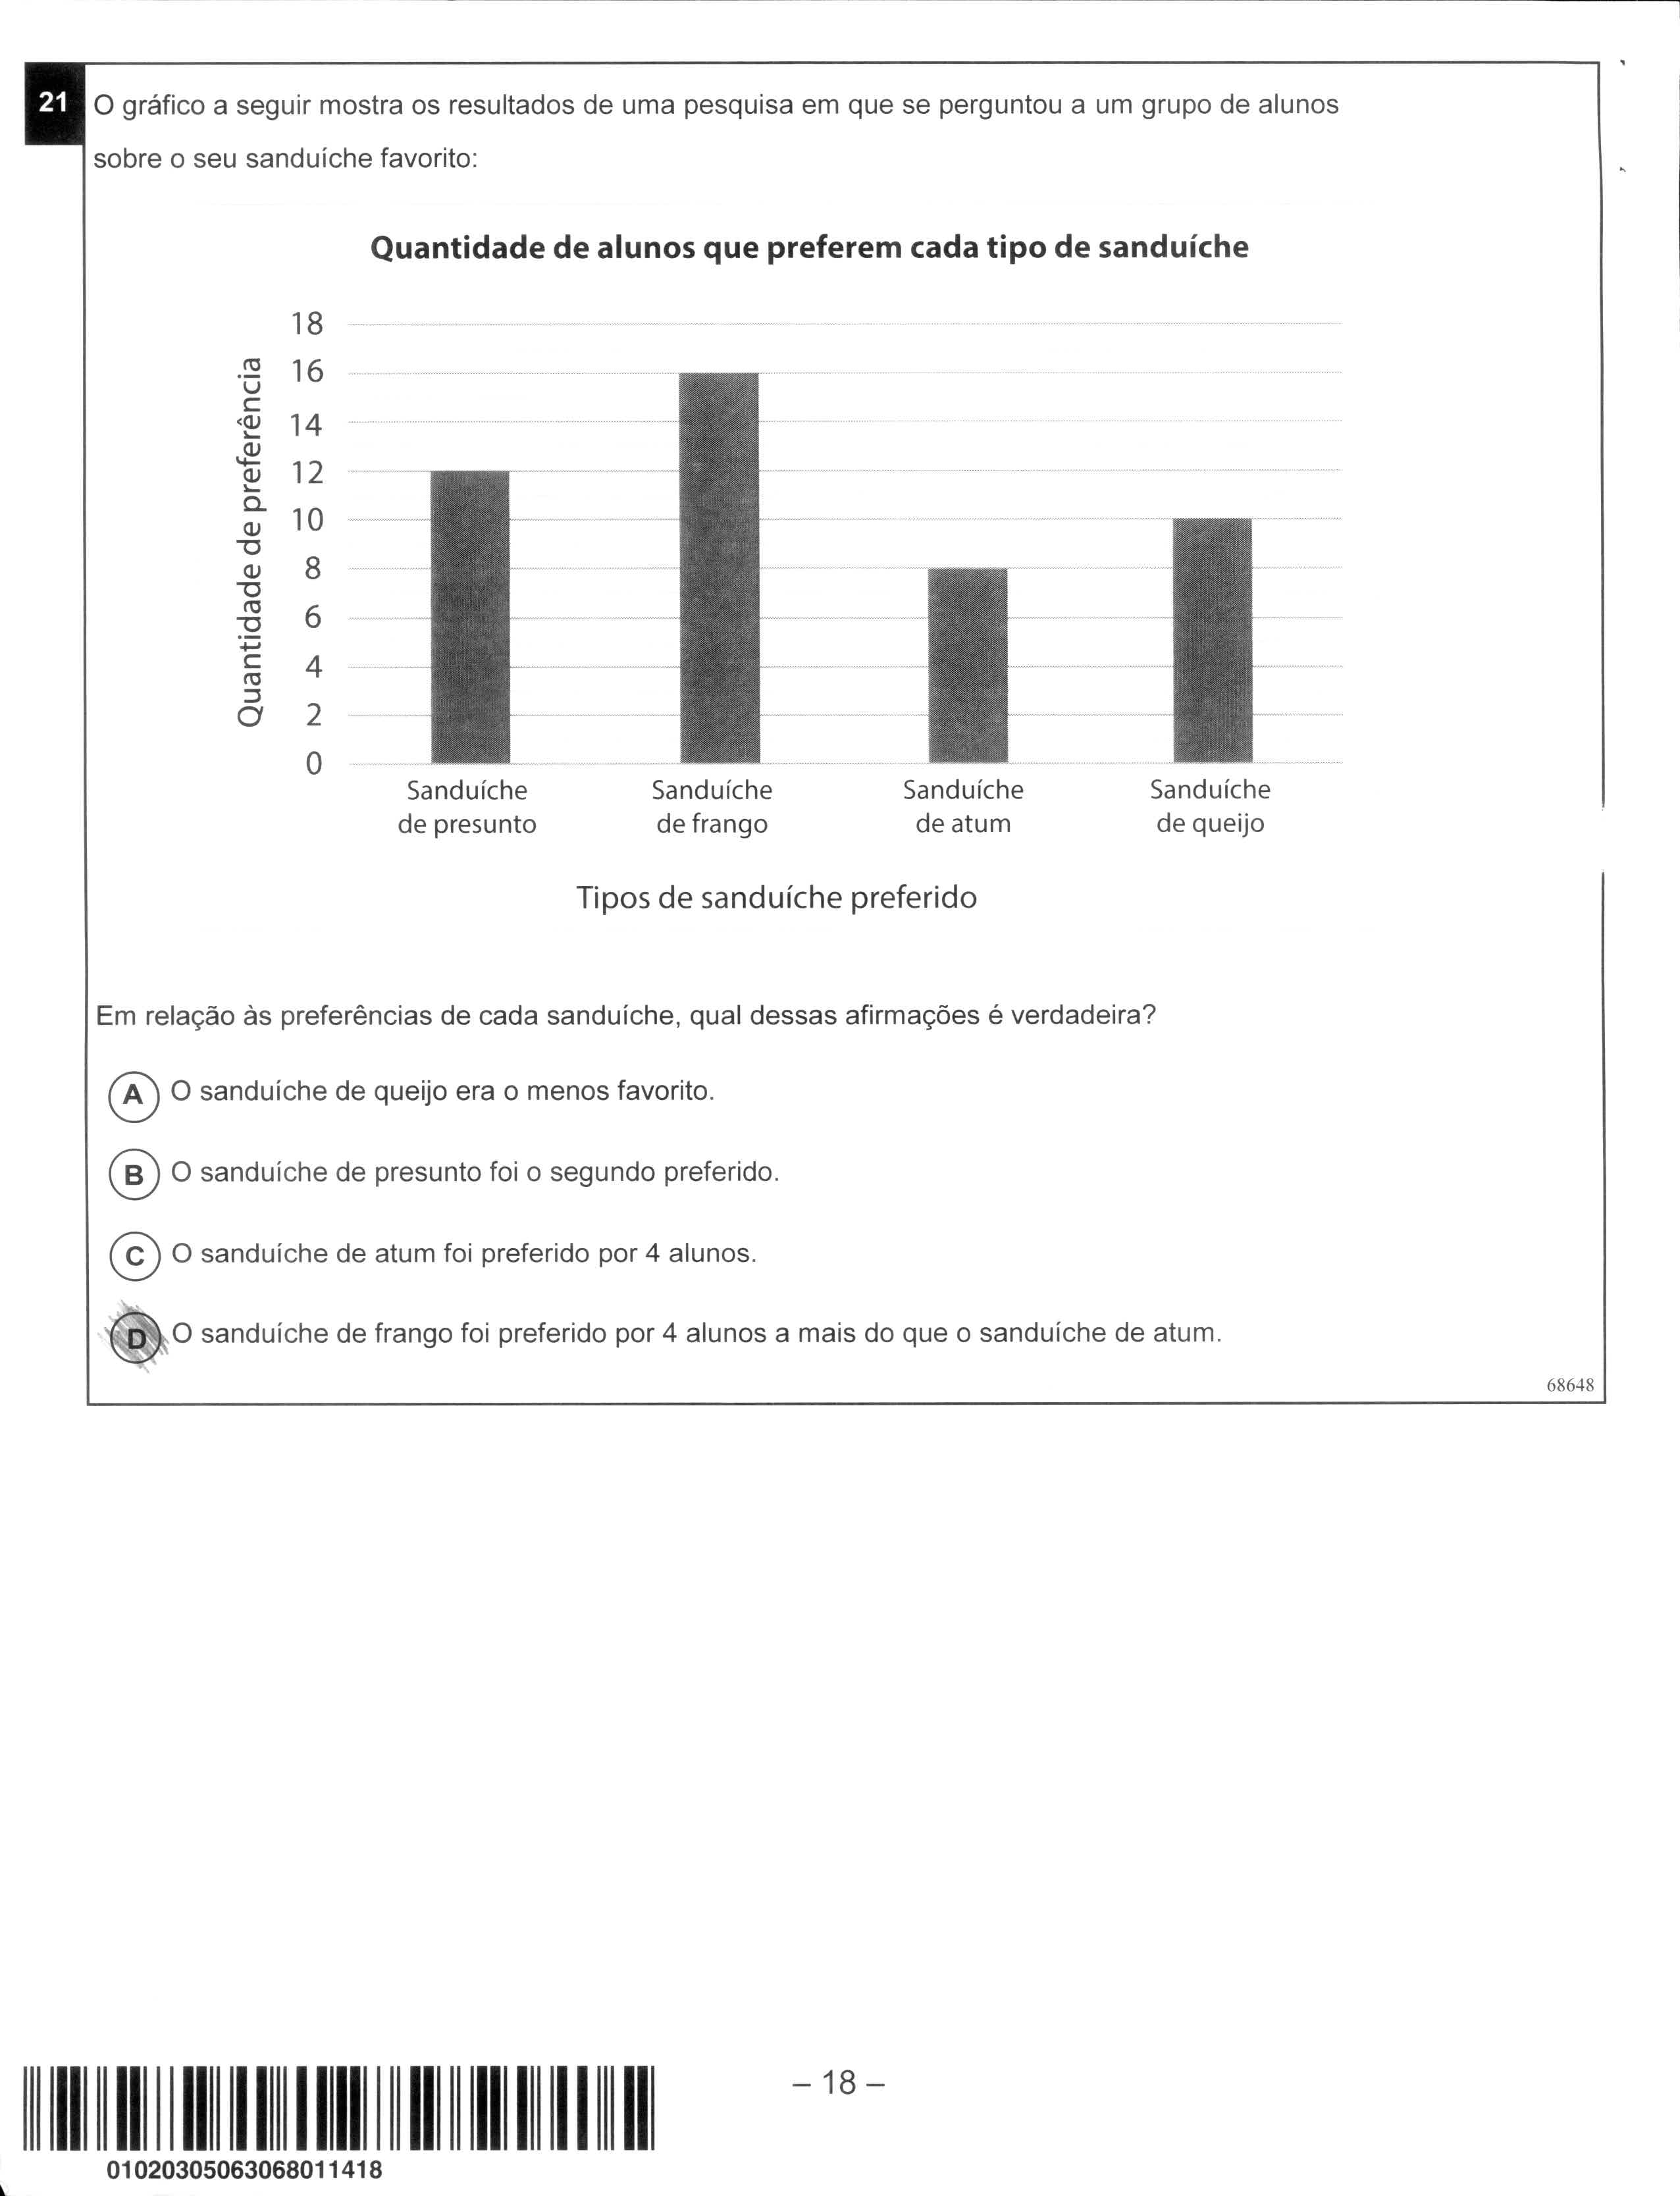 21
O gráfico a seguir mostra os resultados de uma pesquisa em que se perguntou a um grupo de alunos
sobre o seu sanduíche favorito:
Quantidade de alunos que preferem cada tipo de sanduíche
Quantidade de preferência
18
16
14
12
10
8
6
4
2
0
Sanduíche de presunto
Sanduíche de frango
Sanduíche de atum
Sanduíche de queijo
Tipos de sanduíche preferido
Em relação às preferências de cada sanduíche, qual dessas afirmações é verdadeira?
A O sanduíche de queijo era o menos favorito.
B O sanduíche de presunto foi o segundo preferido.
C O sanduíche de atum foi preferido por 4 alunos.
D O sanduíche de frango foi preferido por 4 alunos a mais do que o sanduíche de atum.
68648
– 18 –
01020305063068011418